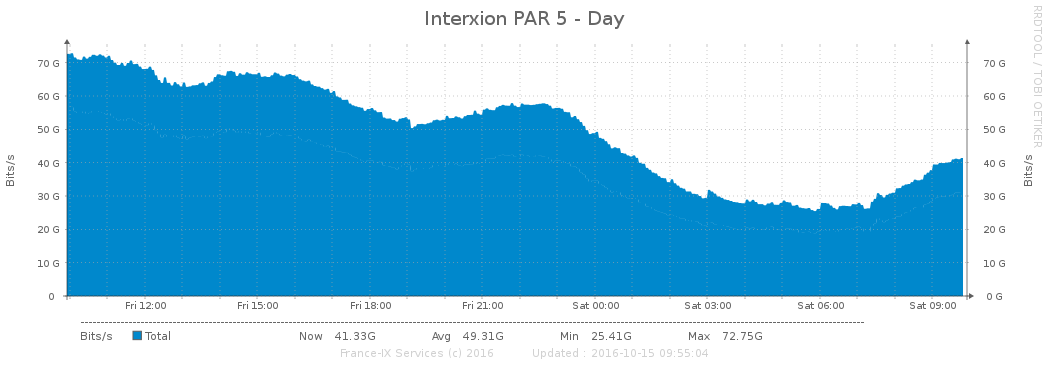 Interxion PAR 5 - Day
RRDTOOL / TOBI OETIKER
Bits/s
Bits/s
70 G 70 G
60 G 60 G
50 G 50 G
40 G 40 G
30 G 30 G
20 G 20 G
10 G 10 G
0 0 G
Fri 12:00 Fri 15:00 Fri 18:00 Fri 21:00 Sat 00:00 Sat 03:00 Sat 06:00 Sat 09:00
Bits/s Total Now 41.33G Avg 49.31G Min 25.41G Max 72.75G
France-IX Services (c) 2016 Updated : 2016-10-15 09:55:04